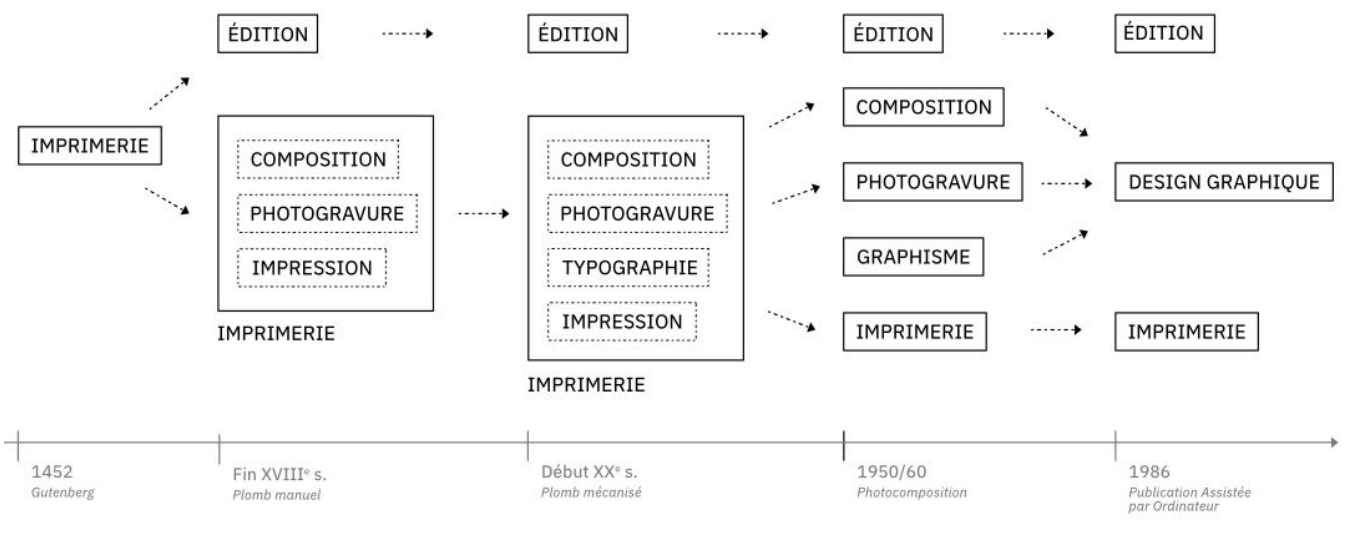 IMPRIMERIE
ÉDITION
COMPOSITION
PHOTOGRAVURE
IMPRESSION
IMPRIMERIE
ÉDITION
COMPOSITION
PHOTOGRAVURE
TYPOGRAPHIE
IMPRESSION
IMPRIMERIE
ÉDITION
COMPOSITION
PHOTOGRAVURE
GRAPHISME
IMPRIMERIE
ÉDITION
DESIGN GRAPHIQUE
IMPRIMERIE
1452
Gutenberg
Fin XVIIIᵉ s.
Plomb manuel
Début XXᵉ s.
Plomb mécanisé
1950/60
Photocomposition
1986
Publication Assistée
par Ordinateur